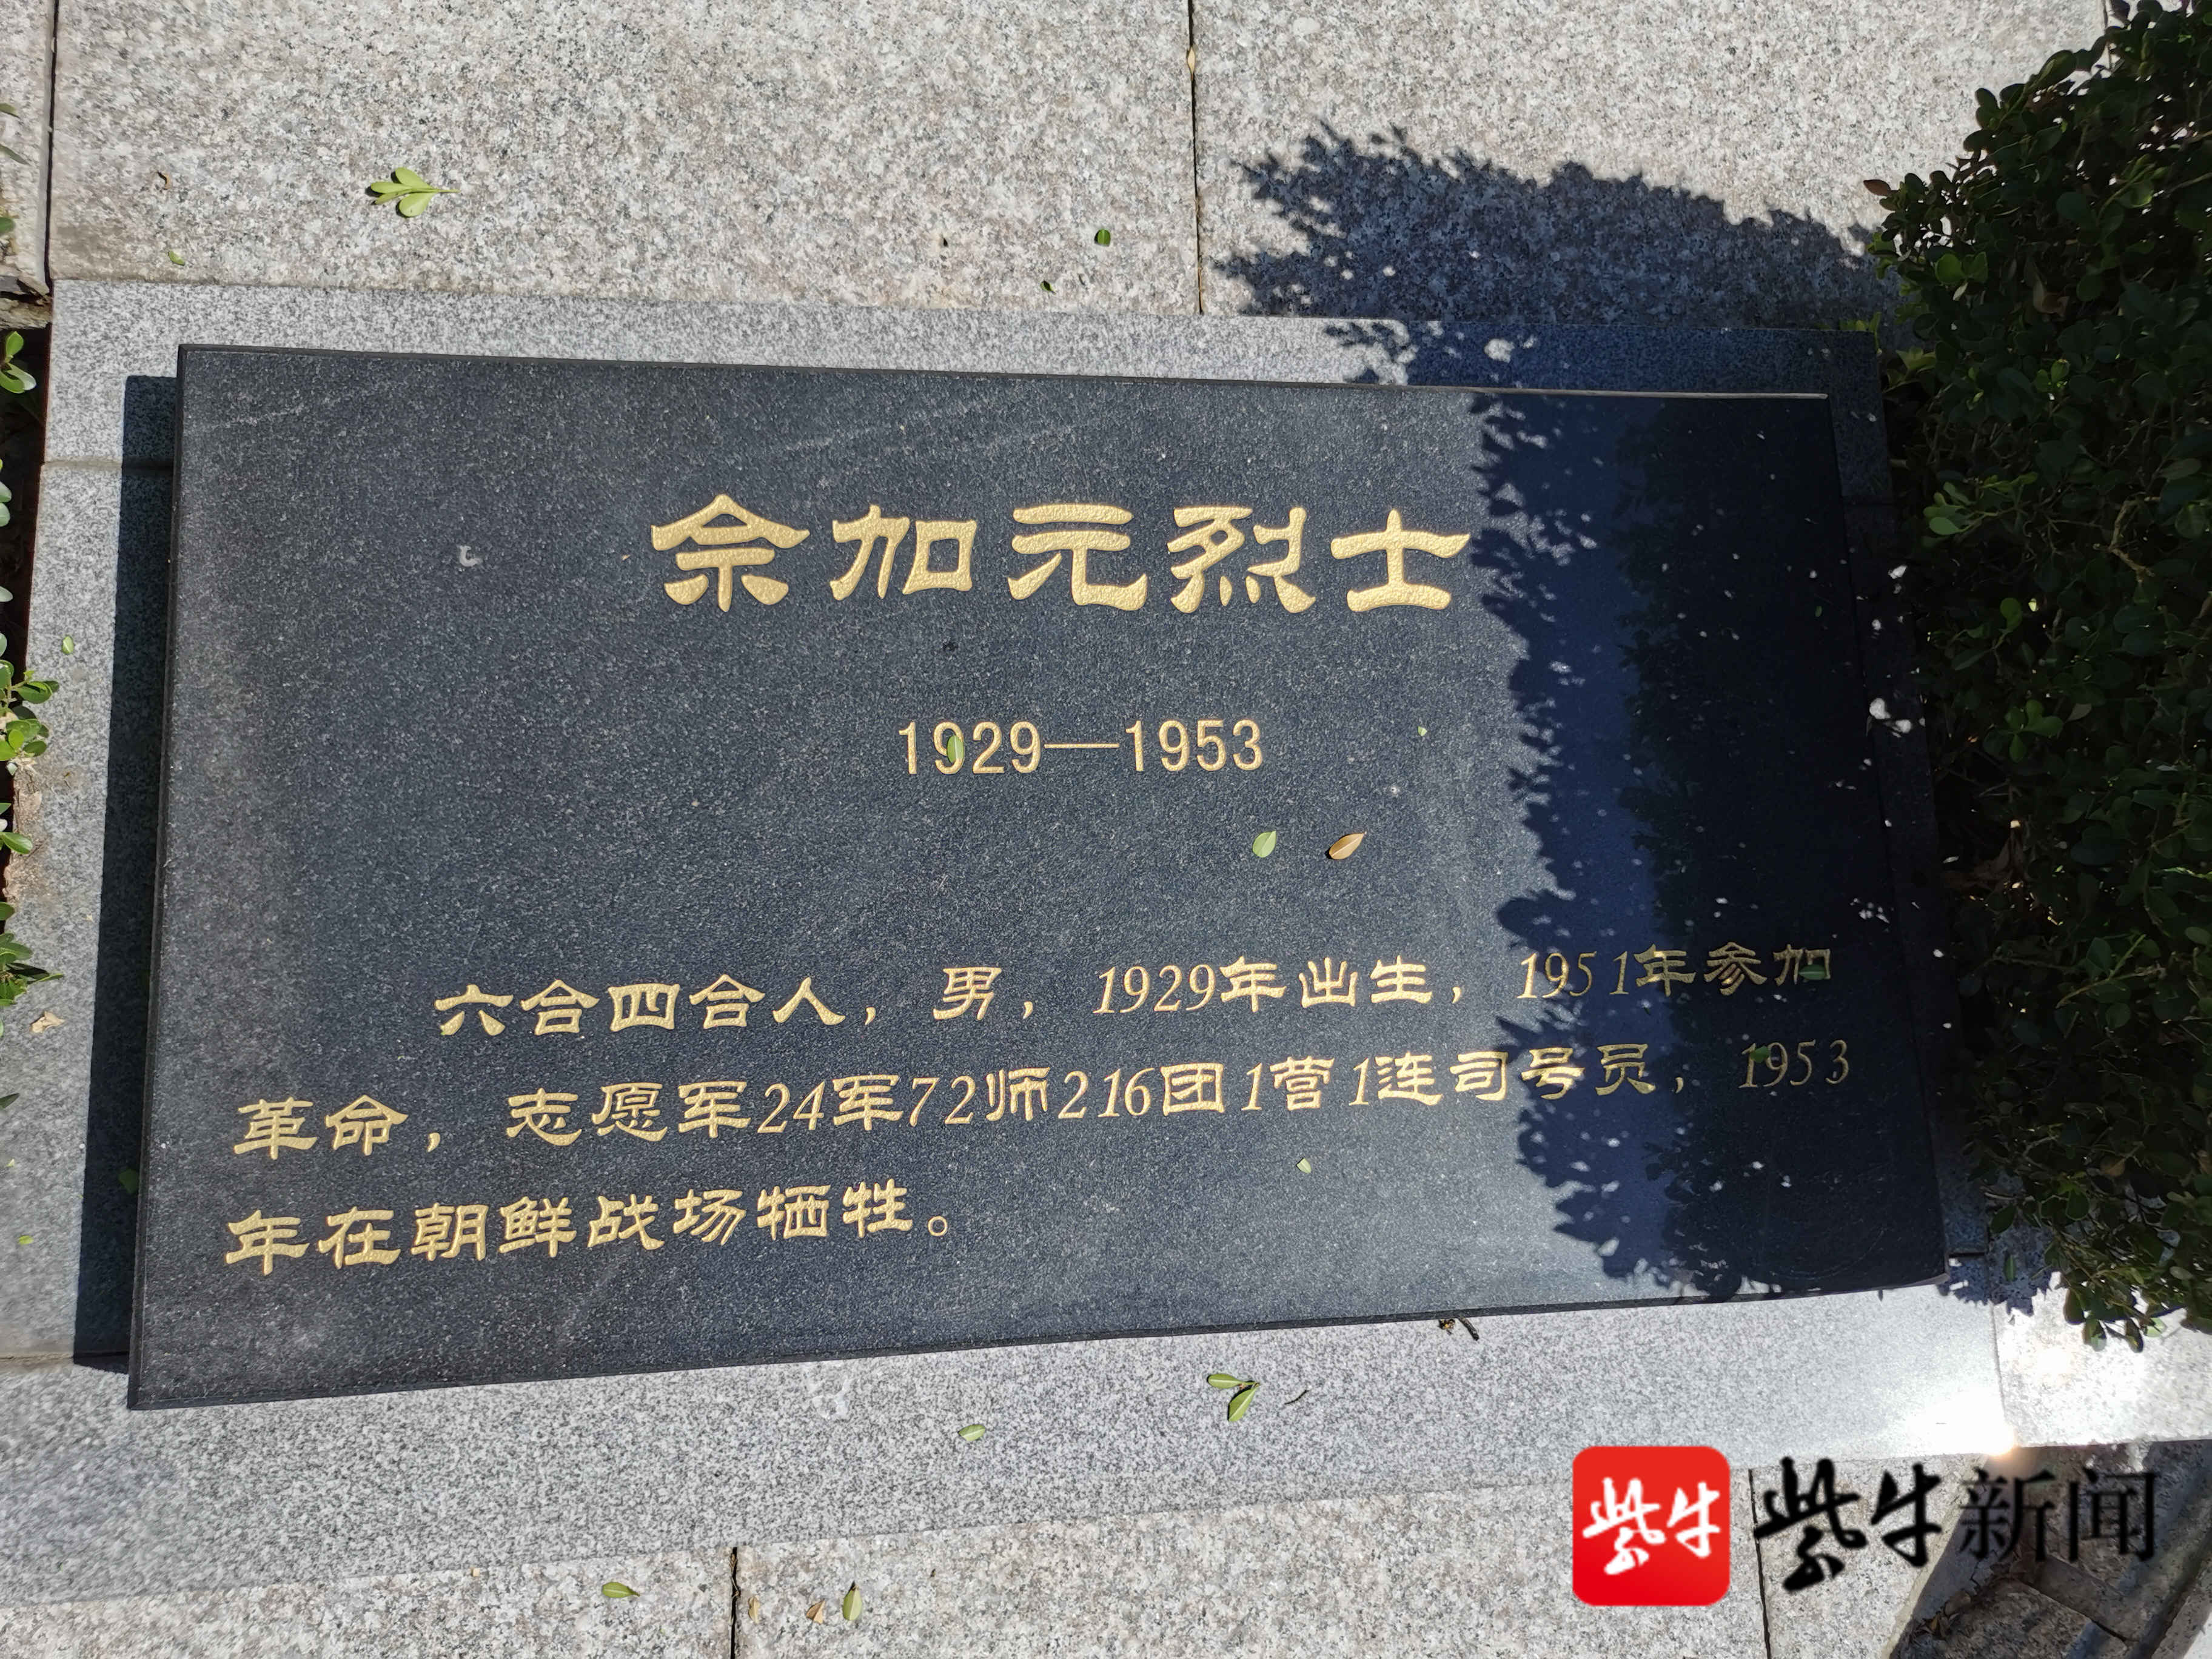 佘加元烈士
1929—1953
六合四合人，男，1929年出生，1951年参加
革命，志愿军24军72师216团1营1连司号员，1953
年在朝鲜战场牺牲。
紫牛 紫牛新闻